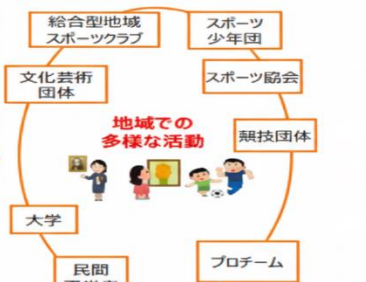 総合型地域
スポーツクラブ
スポーツ
少年団
文化芸術
団体
スポーツ協会
地域での
多様な活動
競技団体
大学
プロチーム
民間